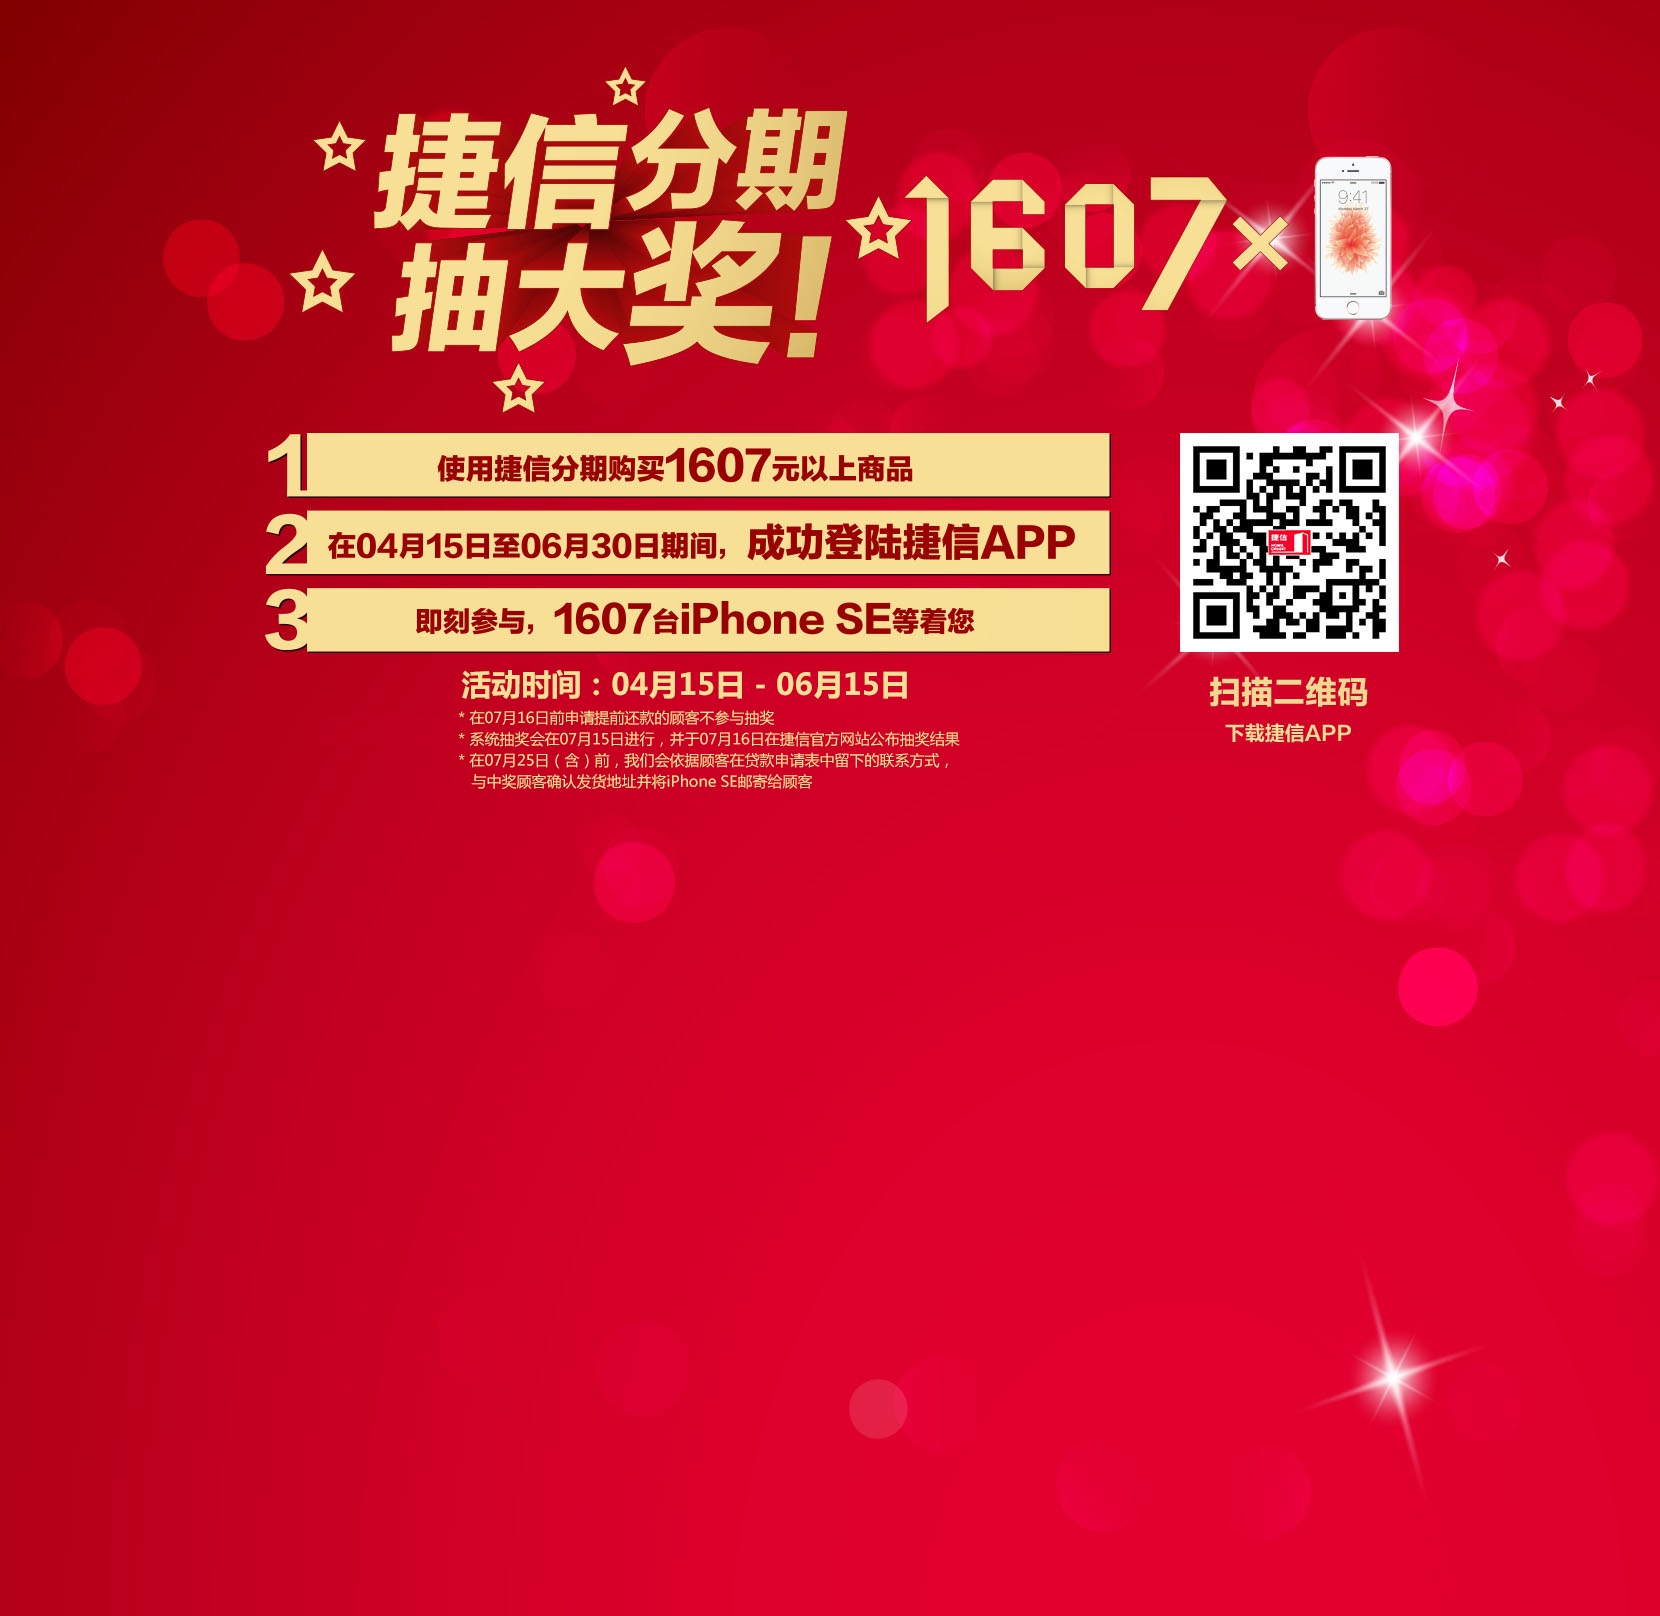 捷信分期
抽大奖!
1607×
9:41
1
使用捷信分期购买1607元以上商品
2
在04月15日至06月30日期间，成功登陆捷信APP
3
即刻参与，1607台iPhone SE等着您
捷信
HOME
CREDIT
活动时间：04月15日 - 06月15日
* 在07月16日前申请提前还款的顾客不参与抽奖
* 系统抽奖会在07月15日进行，并于07月16日在捷信官方网站公布抽奖结果
* 在07月25日（含）前，我们会依据顾客在贷款申请表中留下的联系方式，
与中奖顾客确认发货地址并将iPhone SE邮寄给顾客
扫描二维码
下载捷信APP